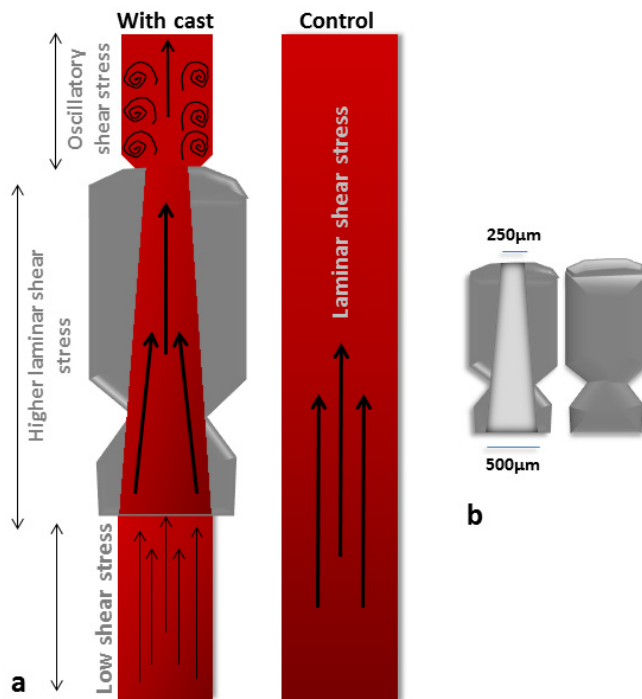 With cast
Control
Oscillatory
shear stress
Higher laminar shear
stress
Low shear stress
Laminar shear stress
a
250μm
500μm
b